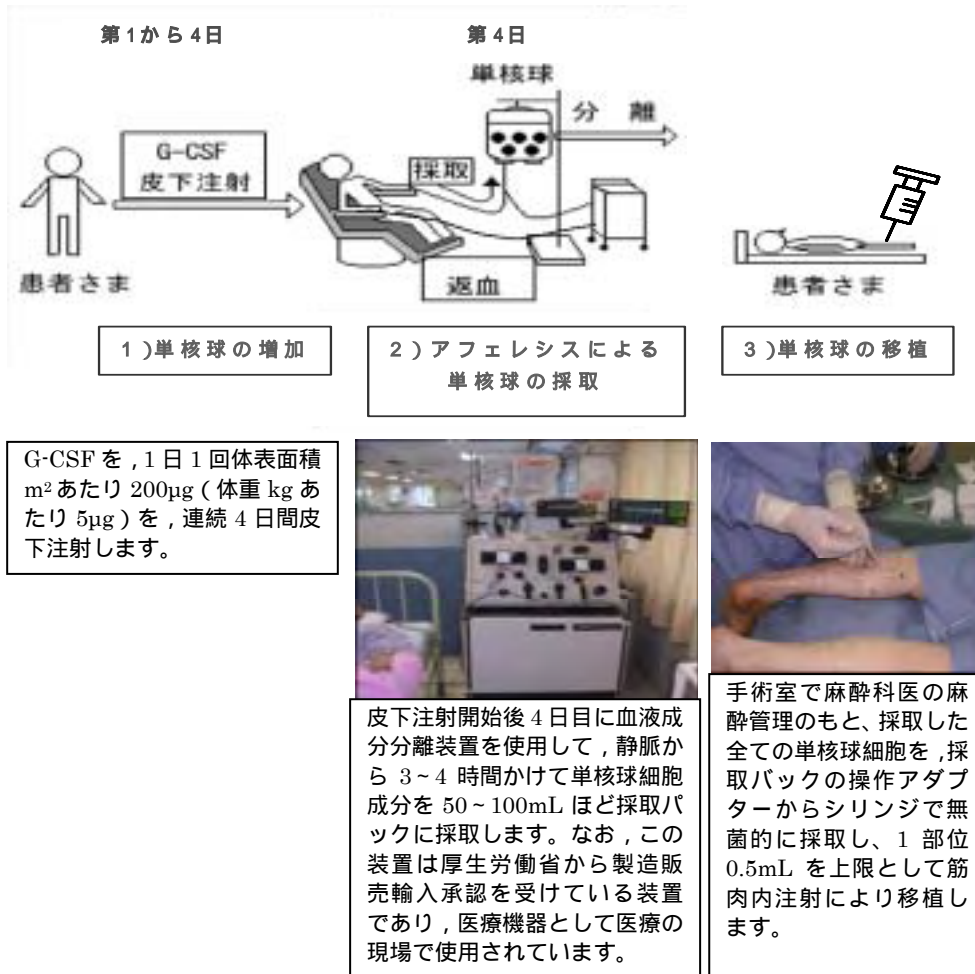 第1から4日
第4日
単核球
分離
G-CSF
皮下注射
採取
返血
患者さま
患者さま
1)単核球の増加
2)アフェレシスによる
単核球の採取
3)単核球の移植
G-CSF を , 1 日 1 回体表面積
m²あたり 200μg ( 体重 kg あ
たり 5μg ) を , 連続 4 日間皮
下注射します。
皮下注射開始後 4 日目に血液成
分分離装置を使用して , 静脈か
ら 3~4 時間かけて単核球細胞
成分を 50~100mL ほど採取パ
ックに採取します。なお , この
装置は厚生労働省から製造販
売輸入承認を受けている装置
であり , 医療機器として医療の
現場で使用されています。
手術室で麻酔科医の麻
酔管理のもと、採取した
全ての単核球細胞を ,採
取バックの操作アダプ
ターからシリンジで無
菌的に採取し、1 部位
0.5mL を上限として筋
肉内注射により移植し
ます。